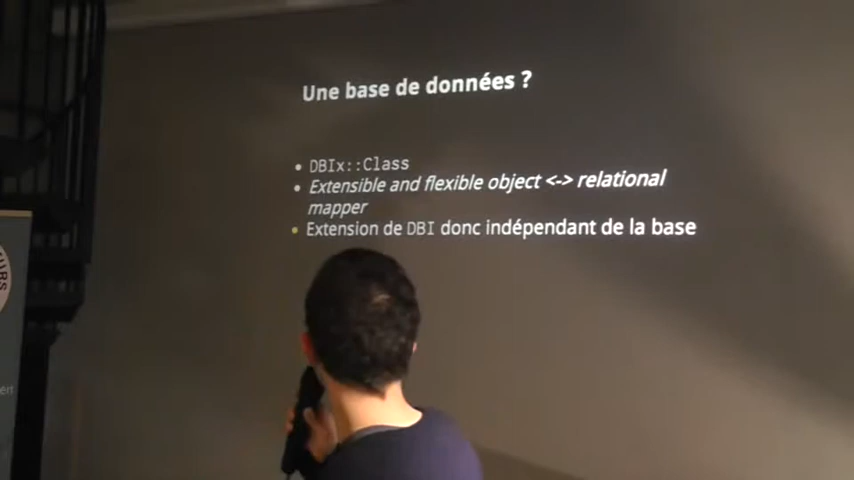 Une base de données ?
• DBIx::Class
• Extensible and flexible object <-> relational
mapper
• Extension de DBI donc indépendant de la base